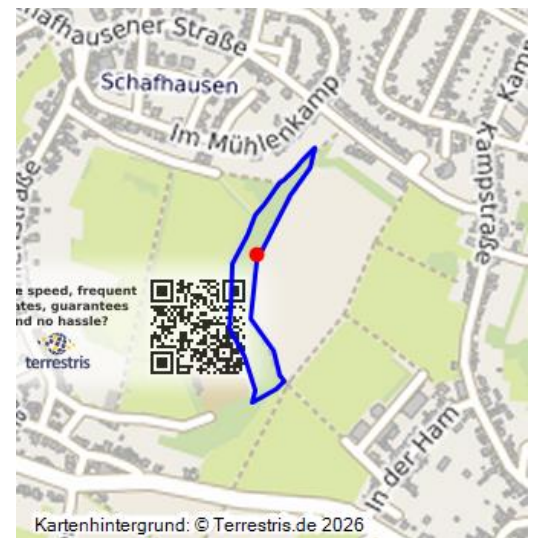 afhausener Straße
Schafhausen
Im Mühlenkamp
Kamp
Kampstraße
e speed, frequent
ates, guarantees
nd no hassle?
terrestris
In der Ham
Kartenhintergrund: © Terrestris.de 2026